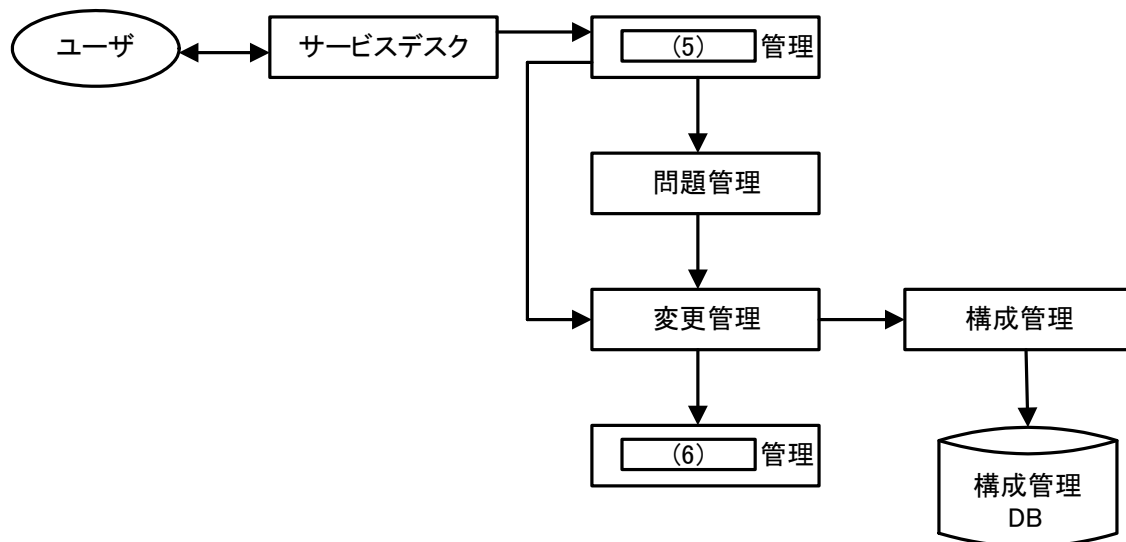 ユーザ
サービスデスク
(5) 管理
問題管理
変更管理
構成管理
(6) 管理
構成管理
DB